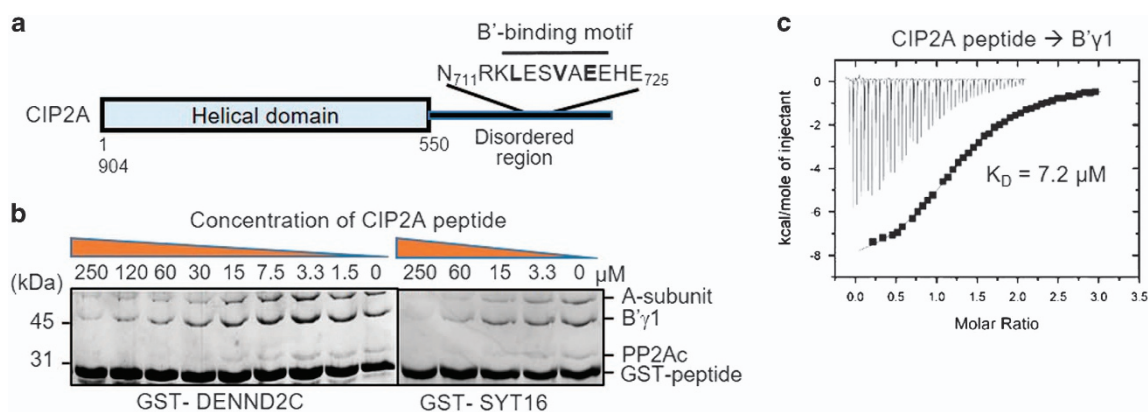 a
B'-binding motif
N711RKLESVAEEHE725
CIP2A
Helical domain
1
904
550
Disordered
region
b
Concentration of CIP2A peptide
(kDa)
250 120 60 30 15 7.5 3.3 1.5 0
250 60 15 3.3 0 μM
45
31
A-subunit
B'γ1
PP2Ac
GST-peptide
GST- DENND2C
GST- SYT16
c
CIP2A peptide → B'γ1
0
-2
-4
-6
-8
kcal/mole of injectant
KD = 7.2 μM
0.0 0.5 1.0 1.5 2.0 2.5 3.0 3.5
Molar Ratio